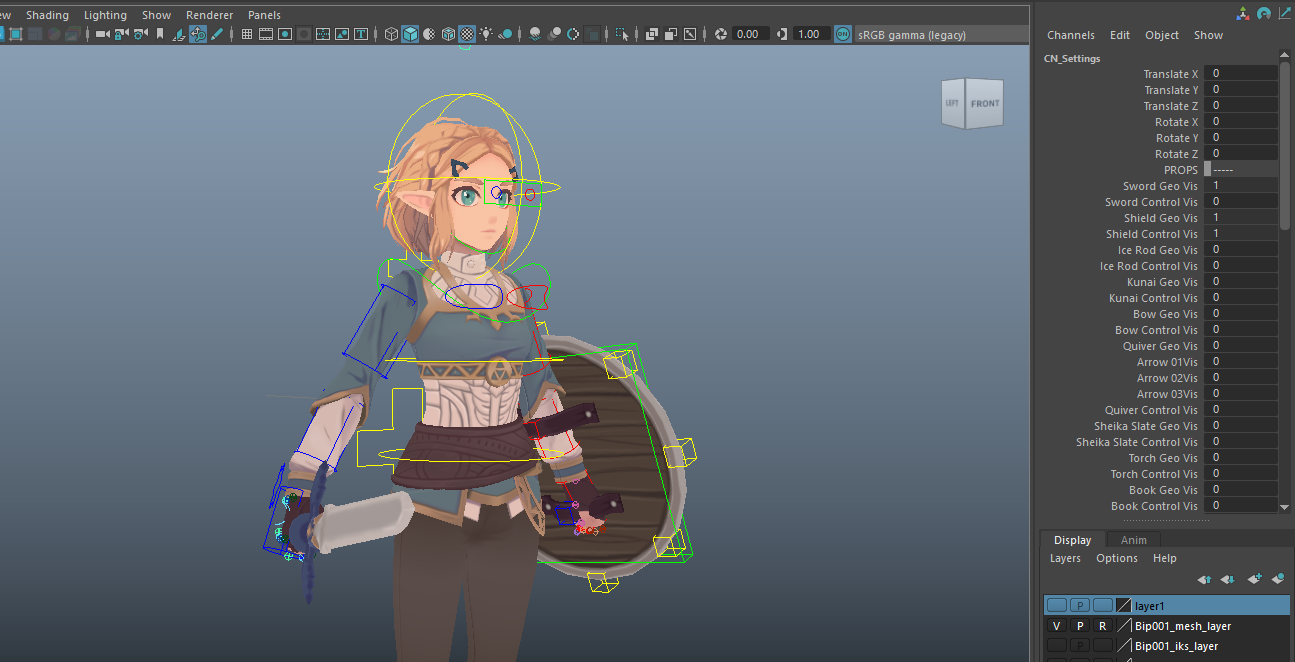 ew Shading Lighting Show Renderer Panels
0.00 1.00 ON sRGB gamma (legacy)
LEFT FRONT
Channels Edit Object Show
CN_Settings
Translate X 0
Translate Y 0
Translate Z 0
Rotate X 0
Rotate Y 0
Rotate Z 0
PROPS -----
Sword Geo Vis 1
Sword Control Vis 0
Shield Geo Vis 1
Shield Control Vis 1
Ice Rod Geo Vis 0
Ice Rod Control Vis 0
Kunai Geo Vis 0
Kunai Control Vis 0
Bow Geo Vis 0
Bow Control Vis 0
Quiver Geo Vis 0
Arrow 01Vis 0
Arrow 02Vis 0
Arrow 03Vis 0
Quiver Control Vis 0
Sheika Slate Geo Vis 0
Sheika Slate Control Vis 0
Torch Geo Vis 0
Torch Control Vis 0
Book Geo Vis 0
Book Control Vis 0
Display Anim
Layers Options Help
P layer1
V P R Bip001_mesh_layer
P Bip001_iks_layer